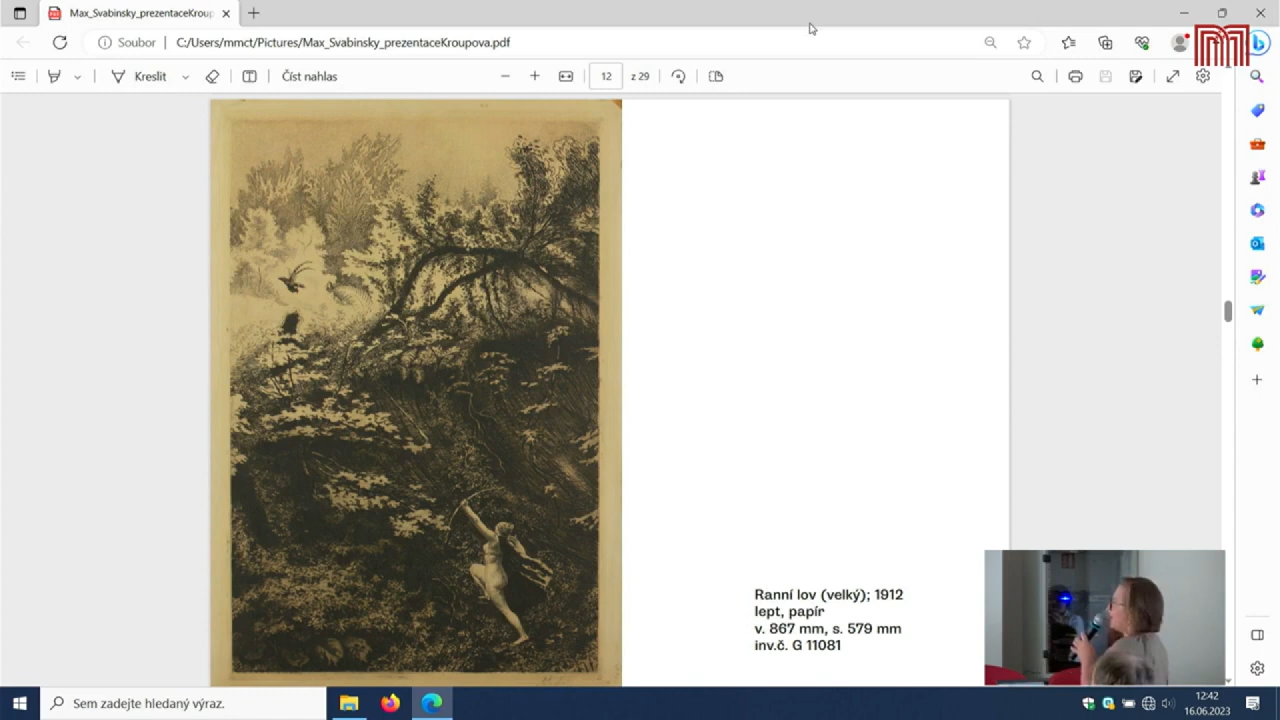 Max_Svabinsky_prezentaceKroup
Soubor
C:/Users/mmct/Pictures/Max_Svabinsky_prezentaceKroupova.pdf
Kreslit
Číst nahlas
12
z 29
Ranní lov (velký); 1912
lept, papír
v. 867 mm, s. 579 mm
inv.č. G 11081
Sem zadejte hledaný výraz.
12:42
16.06.2023